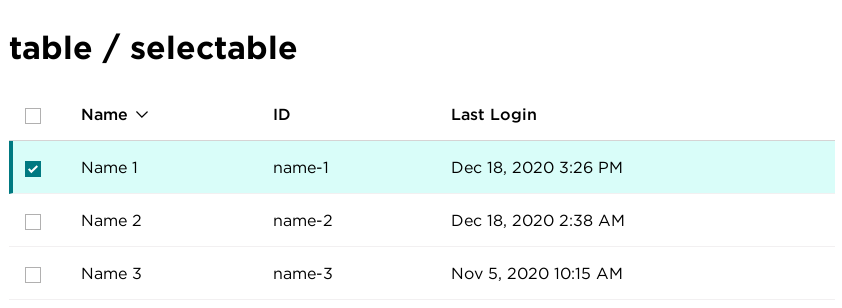 table / selectable
Name ID Last Login
Name 1 name-1 Dec 18, 2020 3:26 PM
Name 2 name-2 Dec 18, 2020 2:38 AM
Name 3 name-3 Nov 5, 2020 10:15 AM